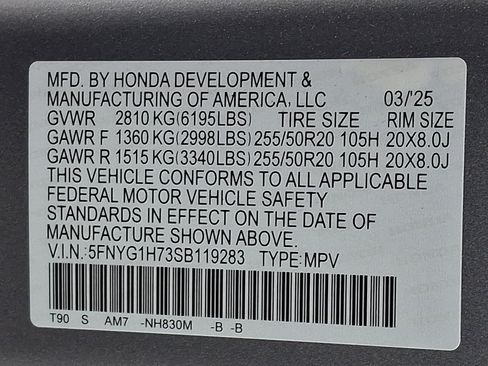 MFD. BY HONDA DEVELOPMENT &
MANUFACTURING OF AMERICA, LLC 03/'25
GVWR 2810 KG(6195LBS) TIRE SIZE RIM SIZE
GAWR F 1360 KG(2998LBS) 255/50R20 105H 20X8.0J
GAWR R 1515 KG(3340LBS) 255/50R20 105H 20X8.0J
THIS VEHICLE CONFORMS TO ALL APPLICABLE
FEDERAL MOTOR VEHICLE SAFETY
STANDARDS IN EFFECT ON THE DATE OF
MANUFACTURE SHOWN ABOVE.
V.I.N.:5FNYG1H73SB119283 TYPE:MPV
T90 S AM7 -NH830M -B -B